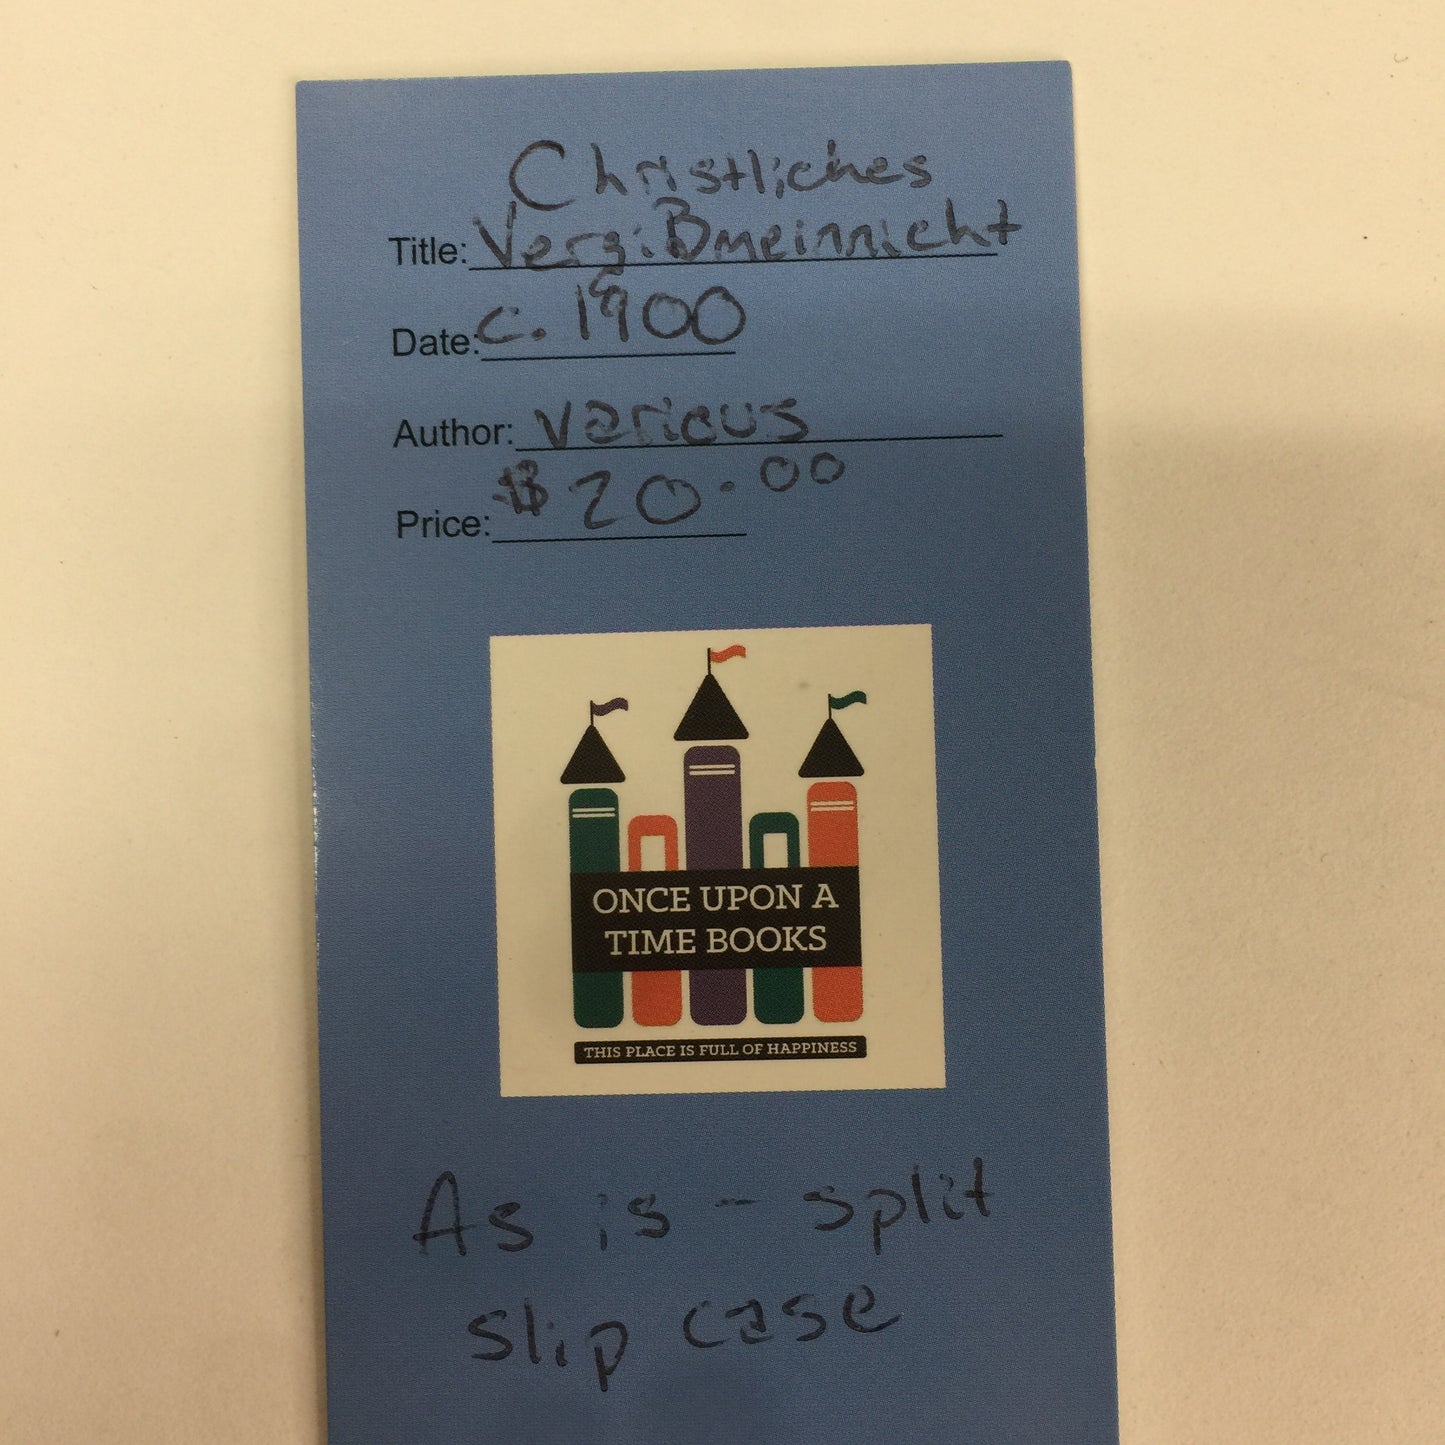 Christliches
Title: VergiBmeinnicht
Date: c. 1900
Author: various
Price: $20.00
ONCE UPON A
TIME BOOKS
THIS PLACE IS FULL OF HAPPINESS
As is - split
slip case